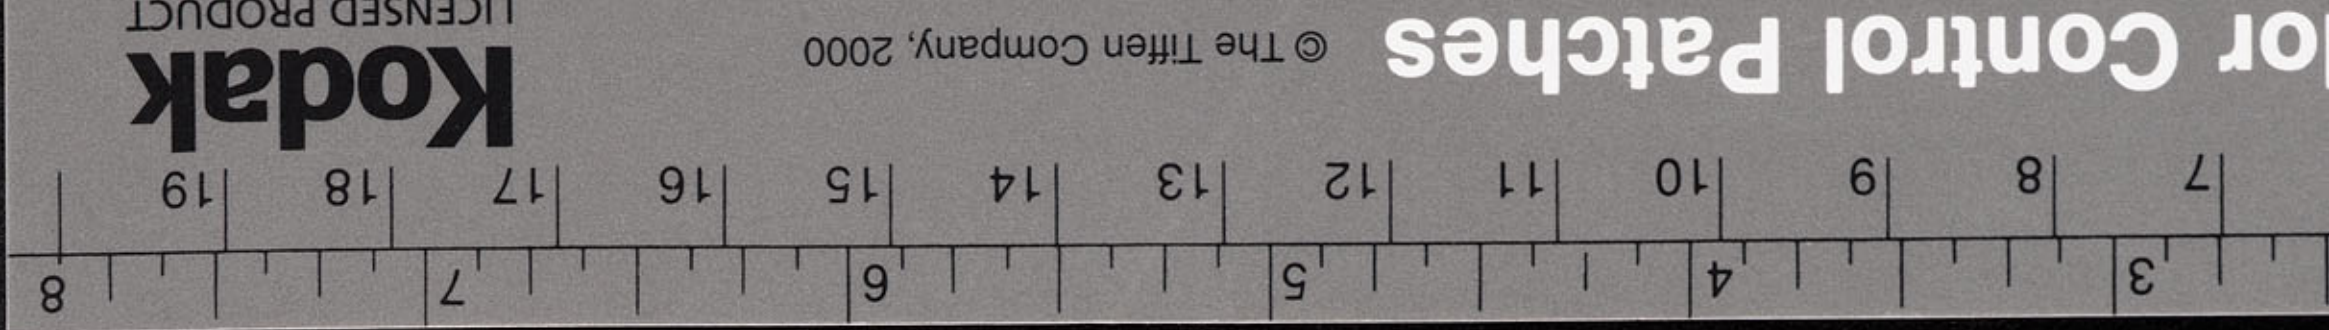 3 4 5 6 7 8
7 8 9 10 11 12 13 14 15 16 17 18 19
lor Control Patches © The Tiffen Company, 2000 Kodak
LICENSED PRODUCT